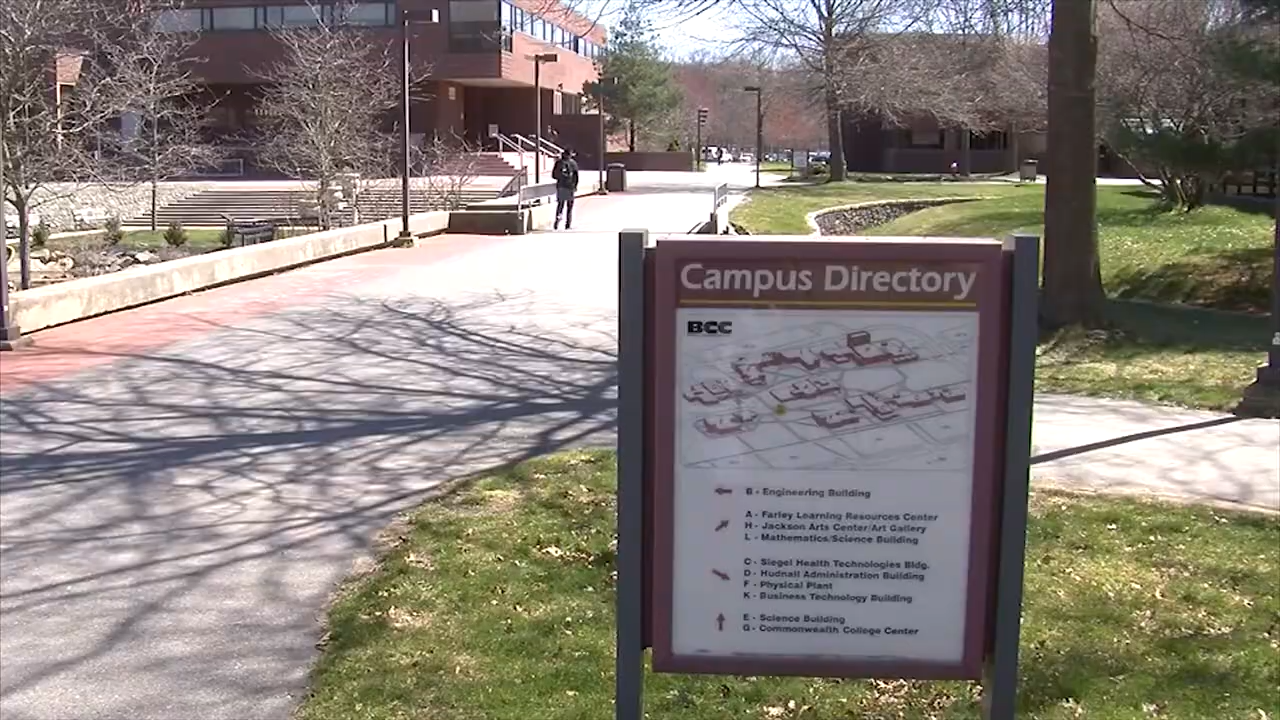 Campus Directory
BCC
B - Engineering Building
A - Farley Learning Resources Center
H - Jackson Arts Center/Art Gallery
L - Mathematics/Science Building
C - Siegel Health Technologies Bldg.
D - Hudnall Administration Building
F - Physical Plant
K - Business Technology Building
E - Science Building
G - Commonwealth College Center